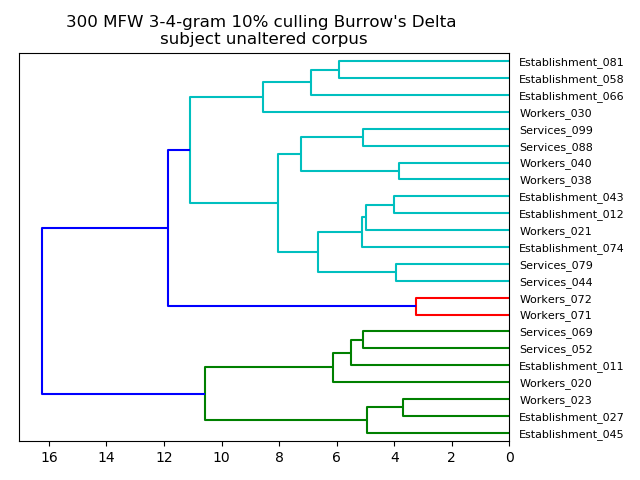 300 MFW 3-4-gram 10% culling Burrow's Delta
subject unaltered corpus
Establishment_081
Establishment_058
Establishment_066
Workers_030
Services_099
Services_088
Workers_040
Workers_038
Establishment_043
Establishment_012
Workers_021
Establishment_074
Services_079
Services_044
Workers_072
Workers_071
Services_069
Services_052
Establishment_011
Workers_020
Workers_023
Establishment_027
Establishment_045
16 14 12 10 8 6 4 2 0